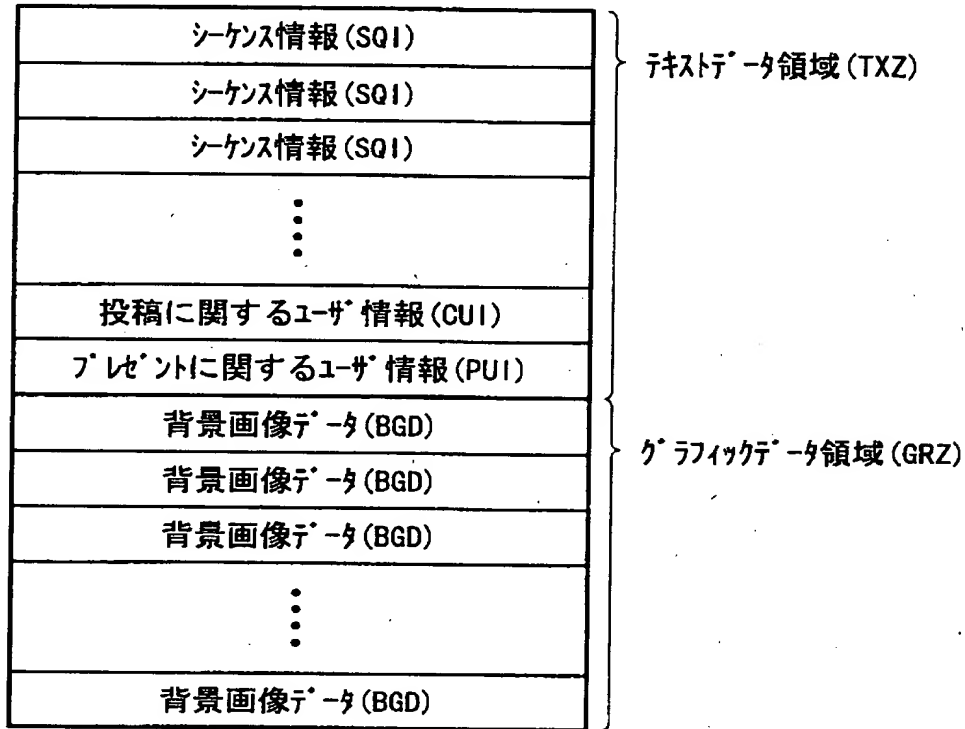 ｼｰｹﾝｽ情報(SQI)
ﾃｷｽﾄﾃﾞｰﾀ領域(TXZ)
ｼｰｹﾝｽ情報(SQI)
ｼｰｹﾝｽ情報(SQI)
投稿に関するﾕｰｻﾞ情報(CUI)
ﾌﾟﾚｾﾞﾝﾄに関するﾕｰｻﾞ情報(PUI)
背景画像ﾃﾞｰﾀ(BGD)
ｸﾞﾗﾌｨｯｸﾃﾞｰﾀ領域(GRZ)
背景画像ﾃﾞｰﾀ(BGD)
背景画像ﾃﾞｰﾀ(BGD)
背景画像ﾃﾞｰﾀ(BGD)